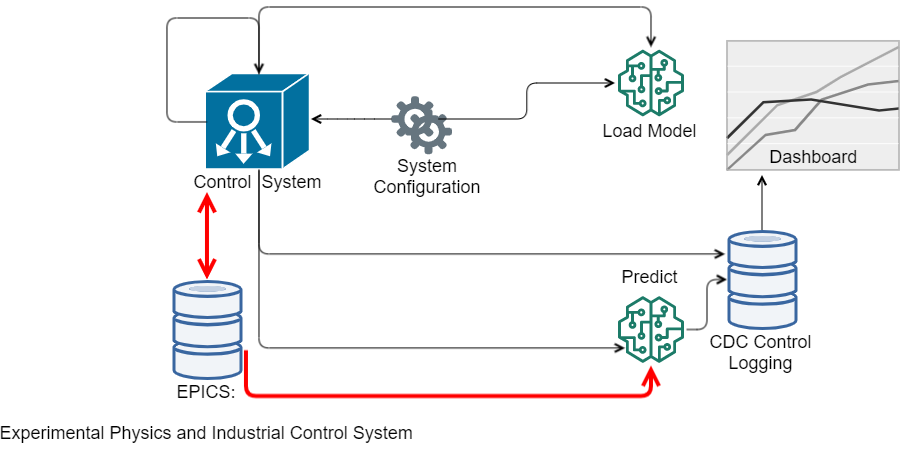 Load Model
Dashboard
System
Configuration
Control System
Predict
CDC Control
Logging
EPICS:
Experimental Physics and Industrial Control System